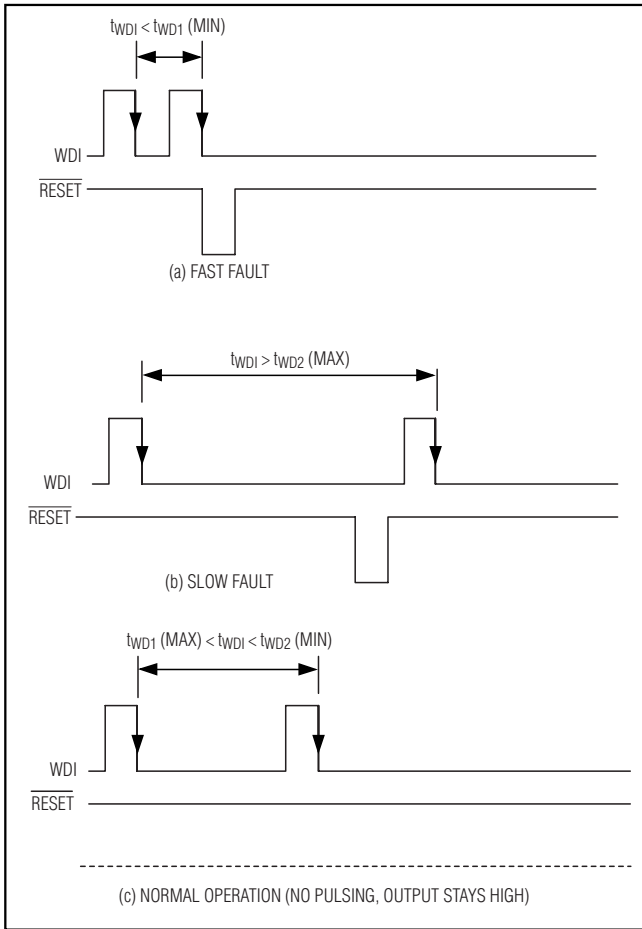 tWDI < tWD1 (MIN)
WDI
RESET
(a) FAST FAULT
tWDI > tWD2 (MAX)
WDI
RESET
(b) SLOW FAULT
tWD1 (MAX) < tWDI < tWD2 (MIN)
WDI
RESET
(c) NORMAL OPERATION (NO PULSING, OUTPUT STAYS HIGH)